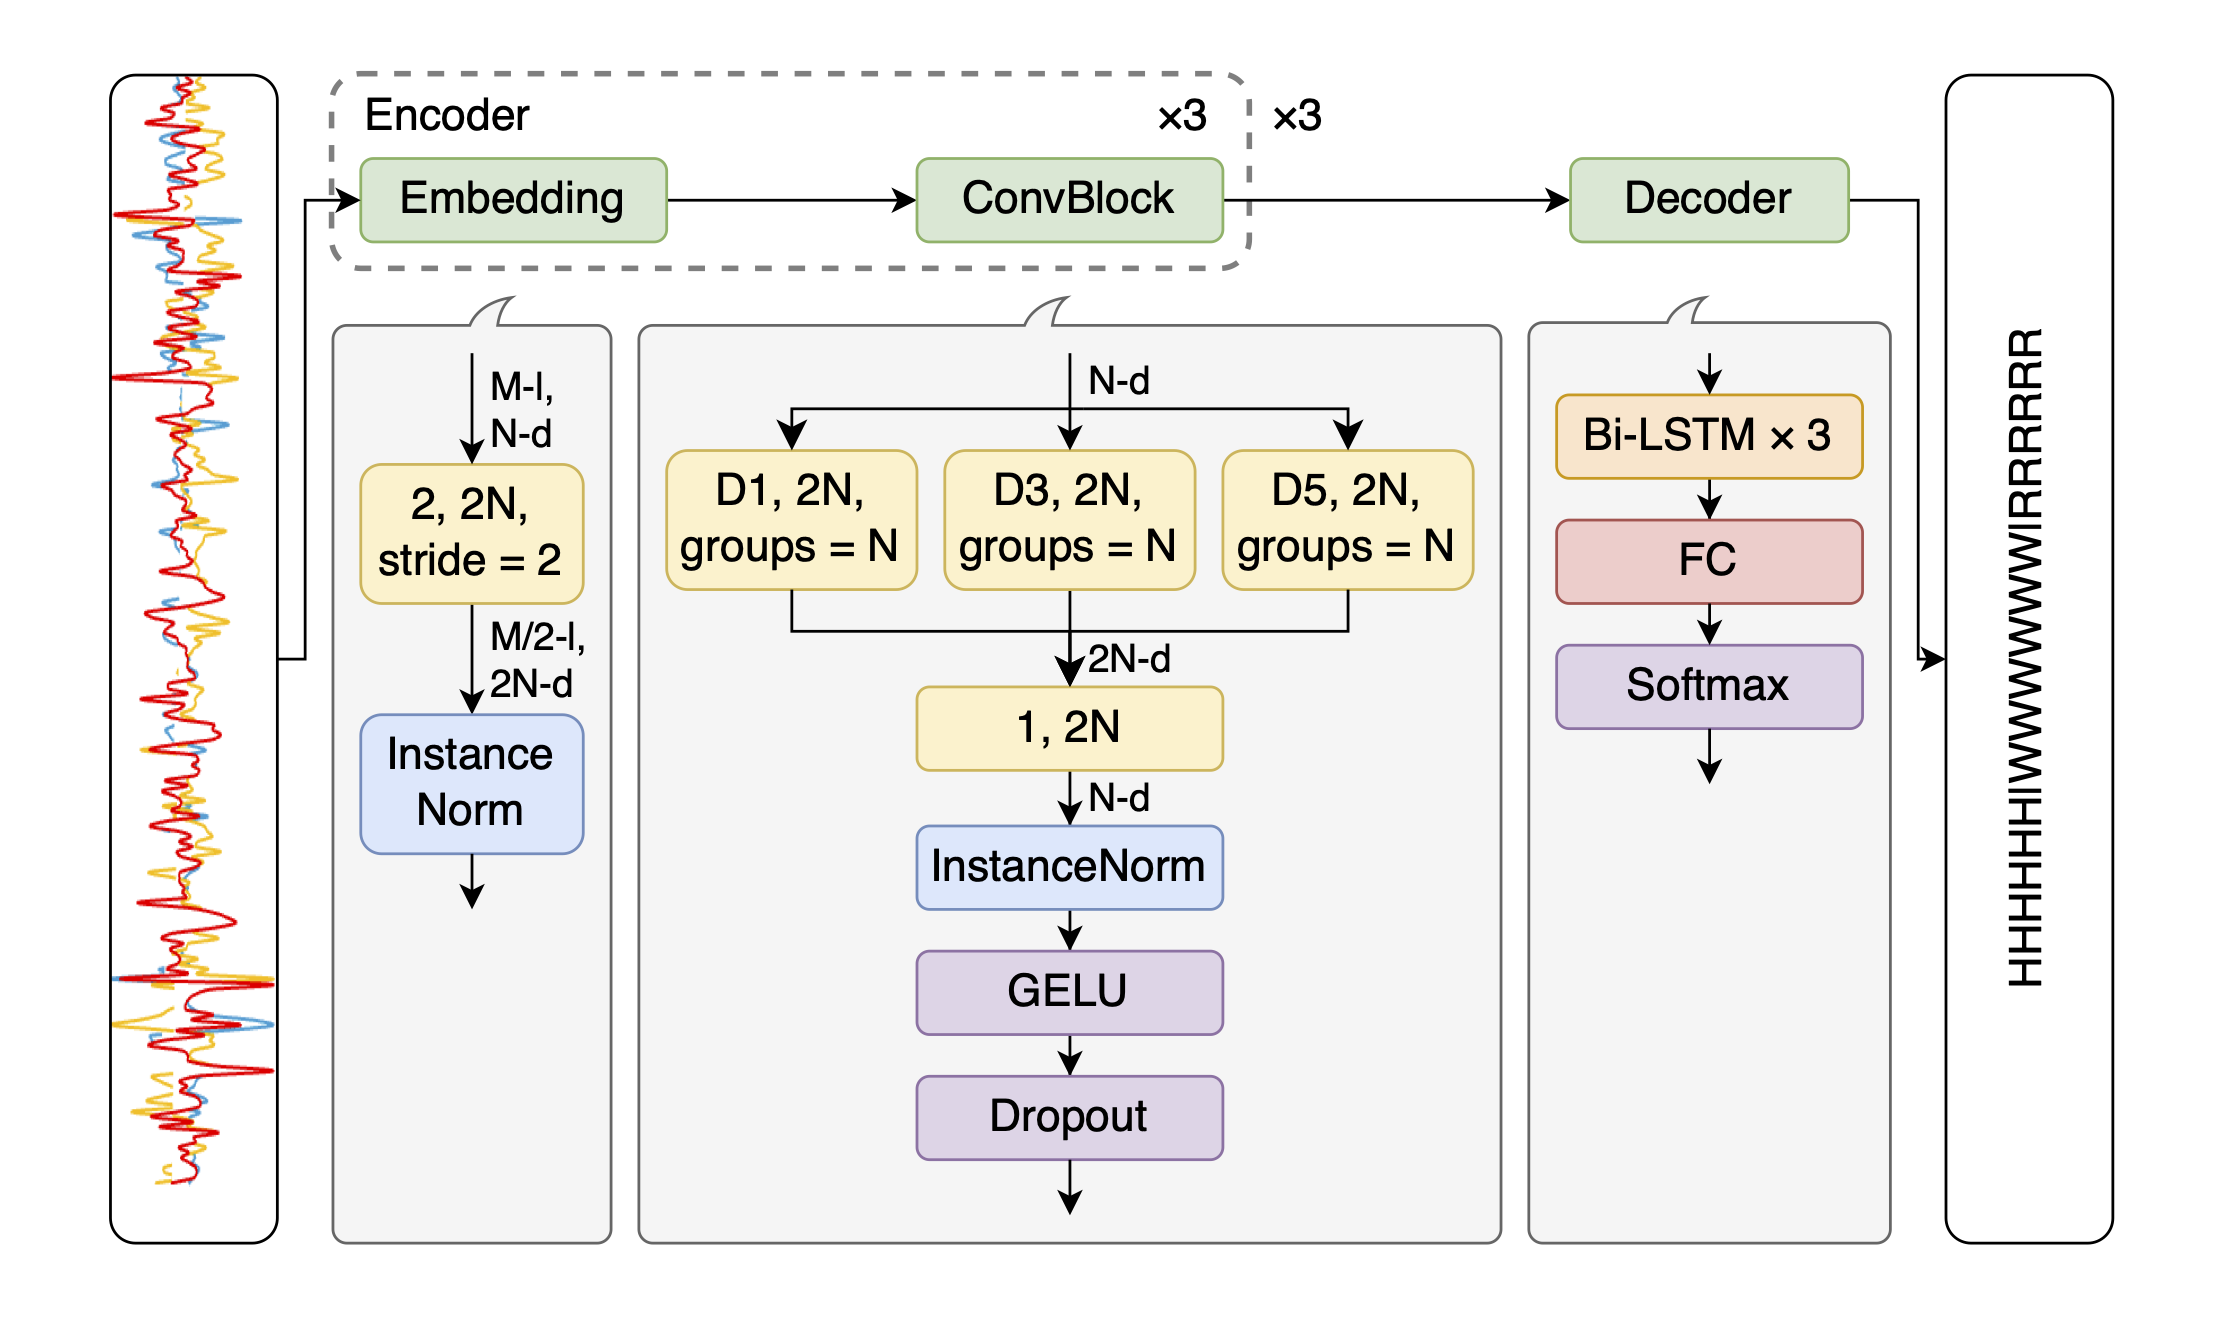 Encoder
×3
×3
Embedding
ConvBlock
Decoder
M-l,
N-d
2, 2N,
stride = 2
M/2-l,
2N-d
Instance
Norm
N-d
D1, 2N,
groups = N
D3, 2N,
groups = N
D5, 2N,
groups = N
2N-d
1, 2N
N-d
InstanceNorm
GELU
Dropout
Bi-LSTM × 3
FC
Softmax
HHHHHHIWWWWWWIRRRRRR